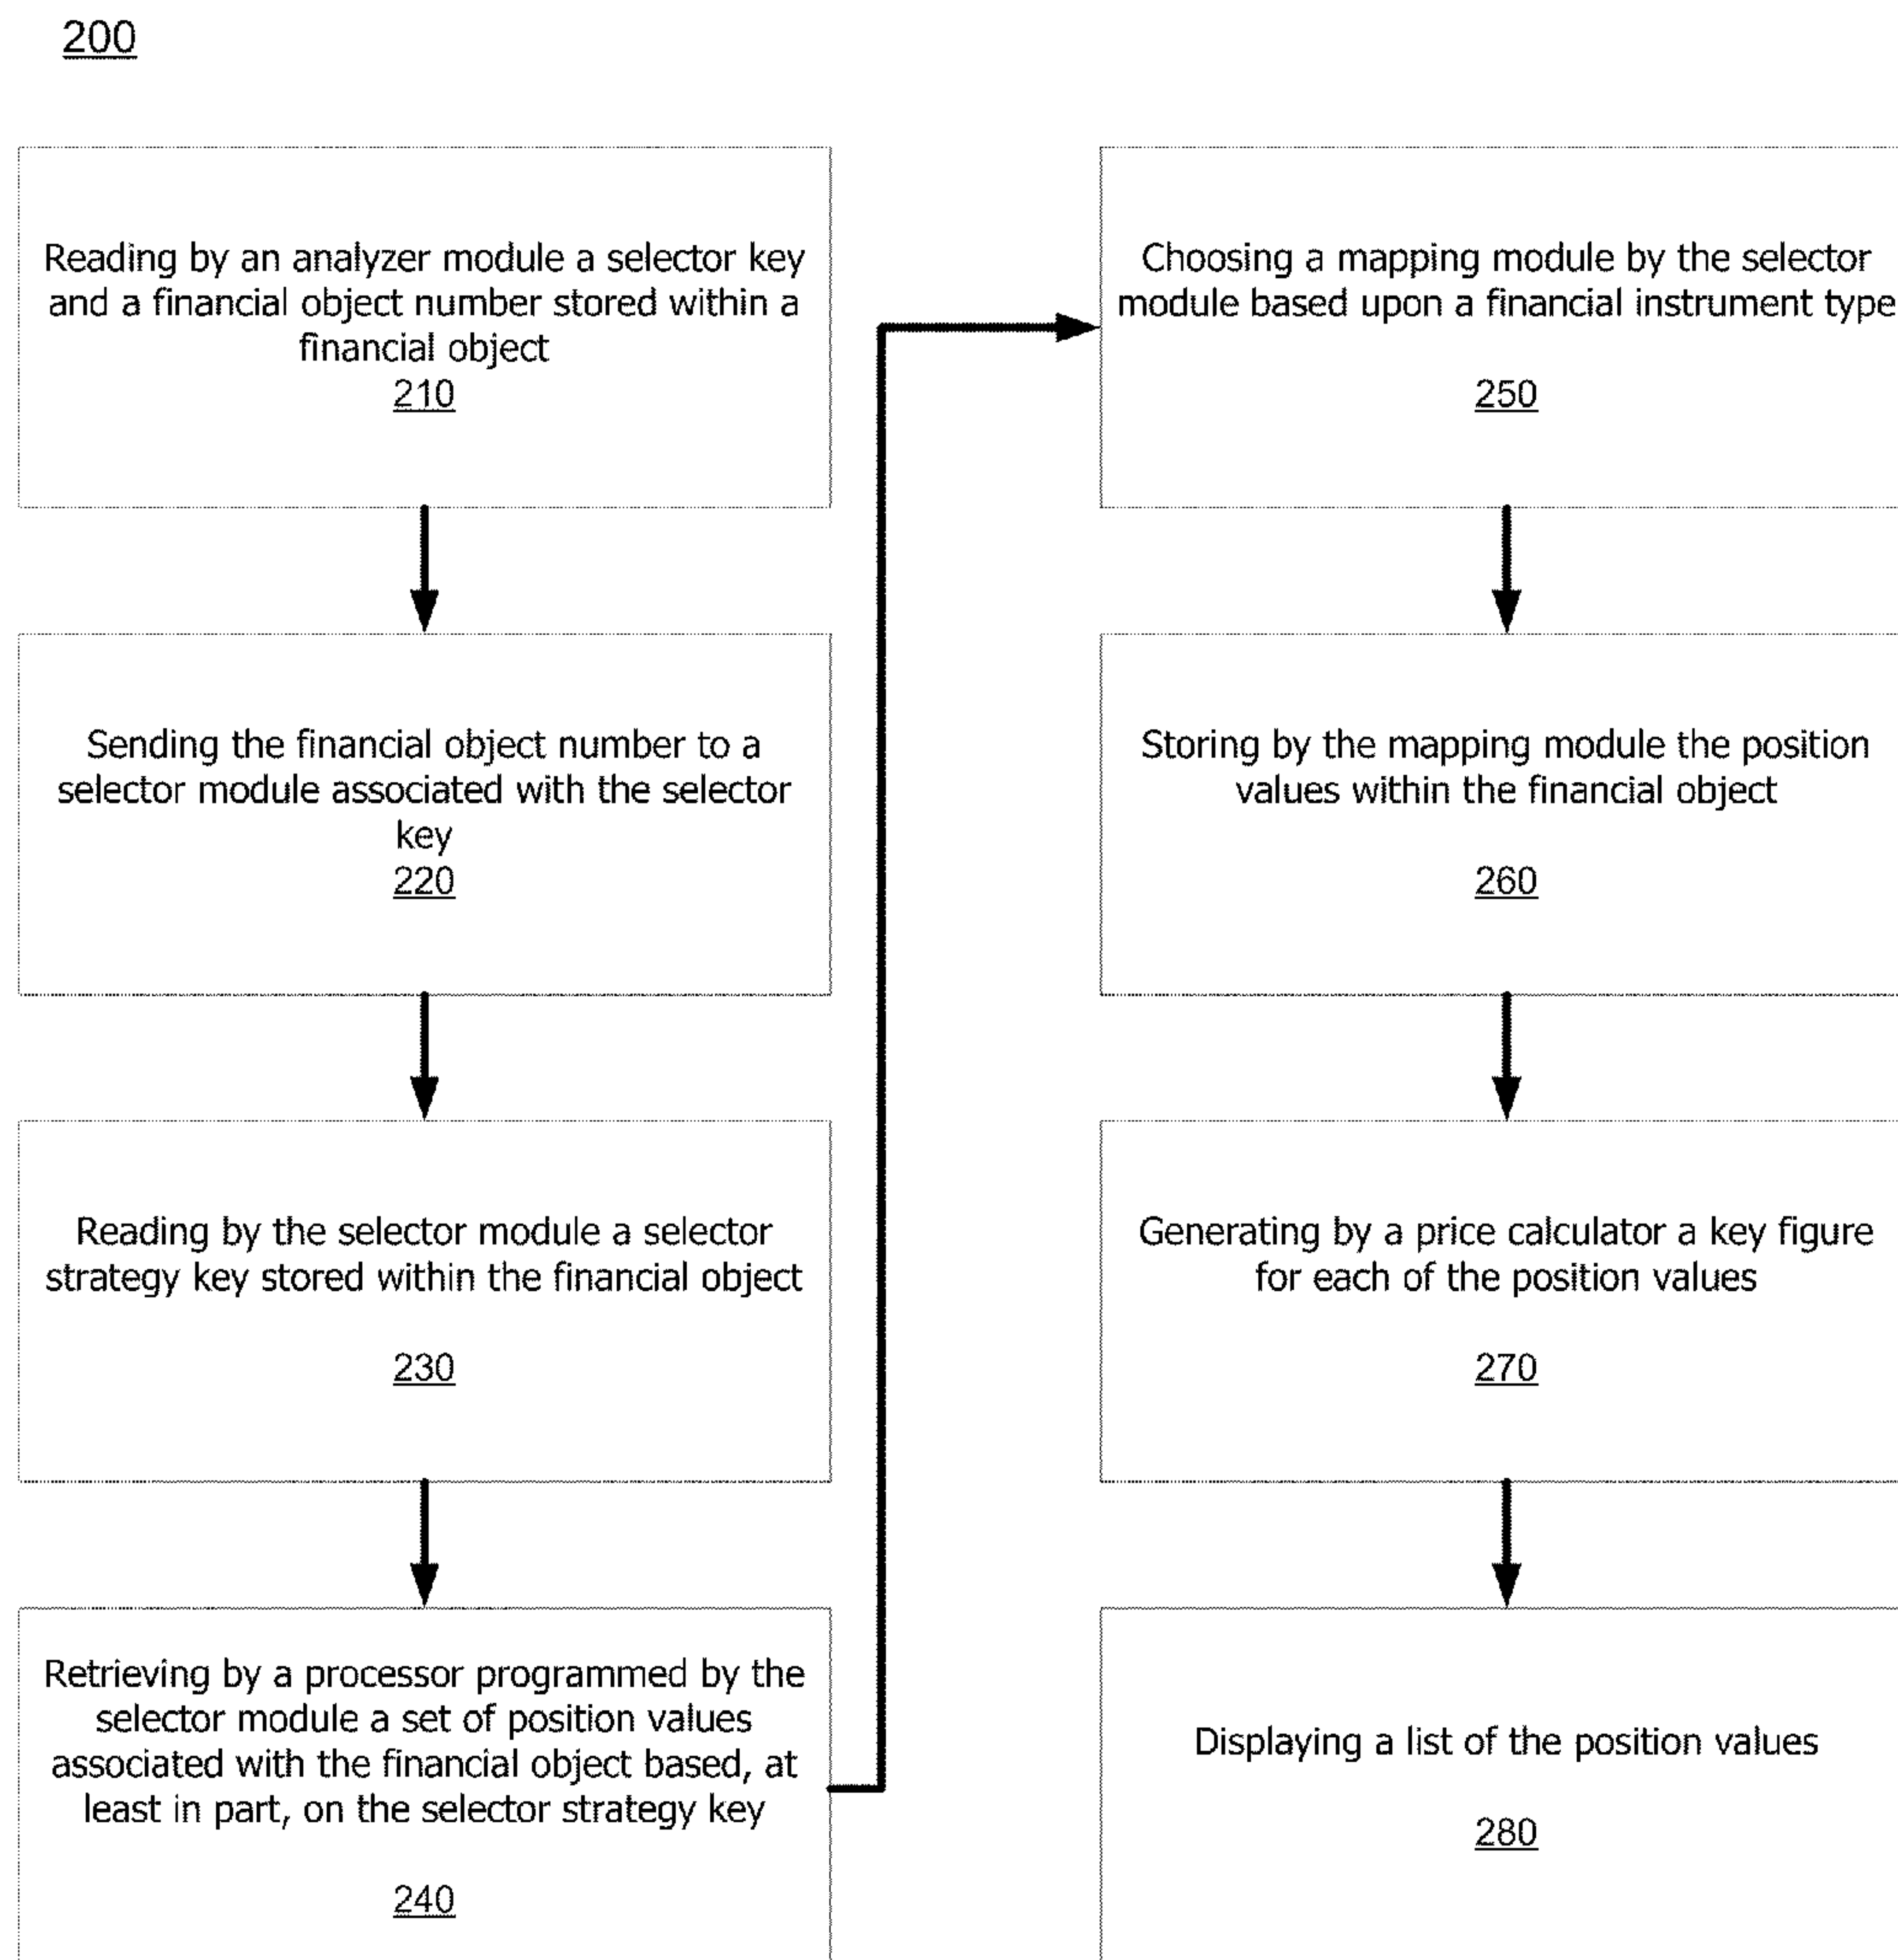 200
Reading by an analyzer module a selector key
and a financial object number stored within a
financial object
210
Sending the financial object number to a
selector module associated with the selector
key
220
Reading by the selector module a selector
strategy key stored within the financial object
230
Retrieving by a processor programmed by the
selector module a set of position values
associated with the financial object based, at
least in part, on the selector strategy key
240
Choosing a mapping module by the selector
module based upon a financial instrument type
250
Storing by the mapping module the position
values within the financial object
260
Generating by a price calculator a key figure
for each of the position values
270
Displaying a list of the position values
280